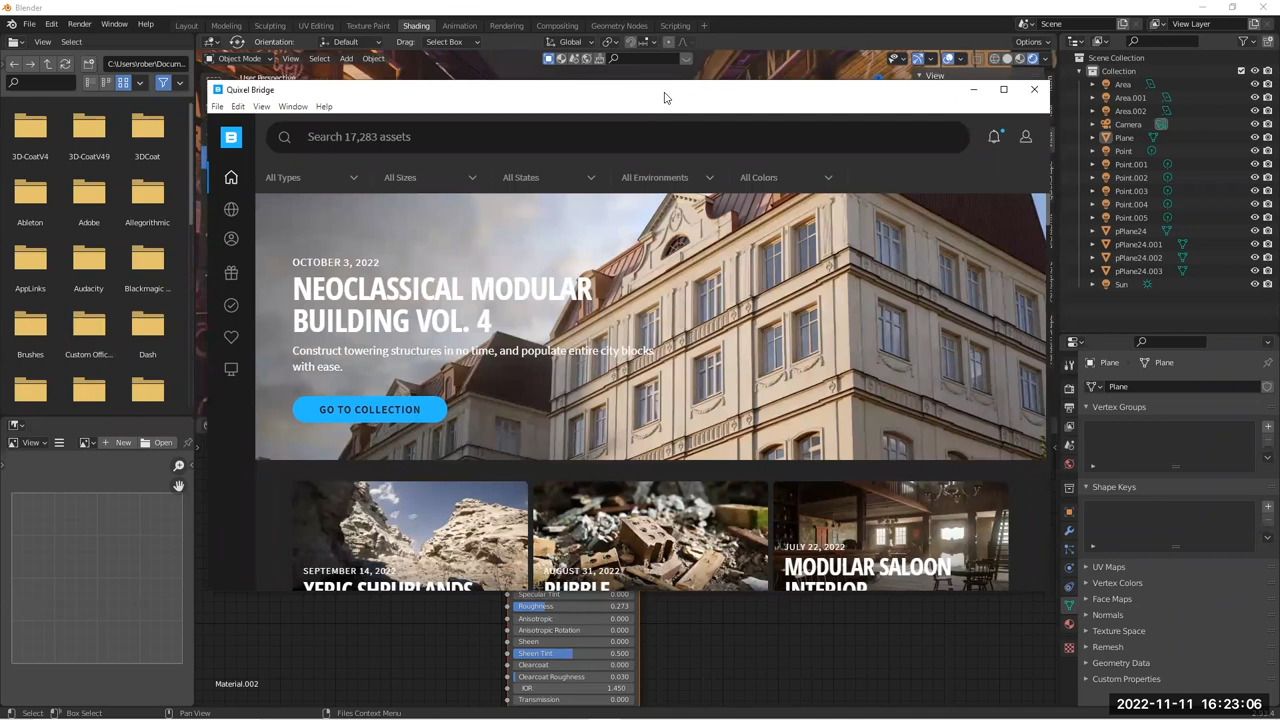 Blender
File Edit Render Window Help Layout Modeling Sculpting UV Editing Texture Paint Shading Animation Rendering Compositing Geometry Nodes Scripting + Scene View Layer
View Select Orientation: Default Drag: Select Box Global Options
C:\Users\rober\Docum...
Object Mode View Select Add Object
User Perspective
View
3D-CoatV4 3D-CoatV49 3DCoat
Ableton Adobe Allegorithmic
AppLinks Audacity Blackmagic ...
Brushes Custom Offic... Dash
View New Open
Quixel Bridge
File Edit View Window Help
B
Search 17,283 assets
All Types All Sizes All States All Environments All Colors
OCTOBER 3, 2022
NEOCLASSICAL MODULAR
BUILDING VOL. 4
Construct towering structures in no time, and populate entire city blocks
with ease.
GO TO COLLECTION
SEPTEMBER 14, 2022
XERIC SHRUBLANDS
AUGUST 31, 2022
RUBBLE
JULY 22, 2022
MODULAR SALOON
INTERIOR
Specular Tint 0.000
Roughness 0.273
Anisotropic 0.000
Anisotropic Rotation 0.000
Sheen 0.000
Sheen Tint 0.500
Clearcoat 0.000
Clearcoat Roughness 0.030
IOR 1.450
Transmission 0.000
Material.002
Scene Collection
Collection
Area
Area.001
Area.002
Camera
Plane
Point
Point.001
Point.002
Point.003
Point.004
Point.005
pPlane24
pPlane24.001
pPlane24.002
pPlane24.003
Sun
Plane Plane
Plane
Vertex Groups
Shape Keys
UV Maps
Vertex Colors
Face Maps
Normals
Texture Space
Remesh
Geometry Data
Custom Properties
Select Box Select Pan View Files Context Menu
2022-11-11 16:23:06